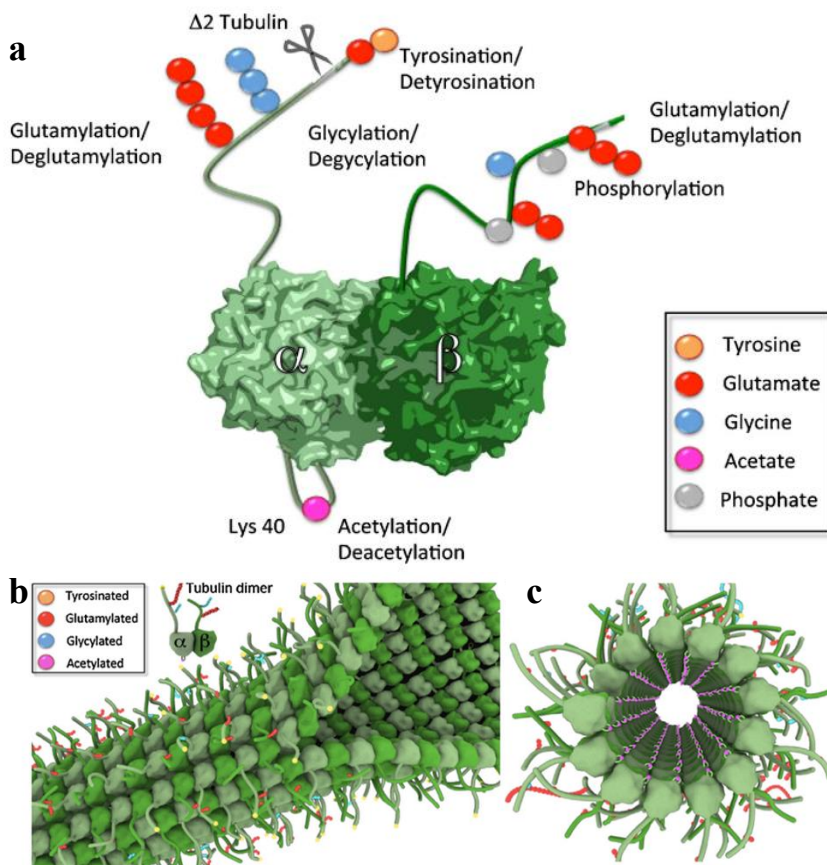 a
Δ2 Tubulin
Tyrosination/
Detyrosination
Glutamylation/
Deglutamylation
Glycylation/
Degycylation
Glutamylation/
Deglutamylation
Phosphorylation
α
β
Tyrosine
Glutamate
Glycine
Acetate
Phosphate
Lys 40
Acetylation/
Deacetylation
b
Tyrosinated
Glutamylated
Glycylated
Acetylated
Tubulin dimer
α
β
c